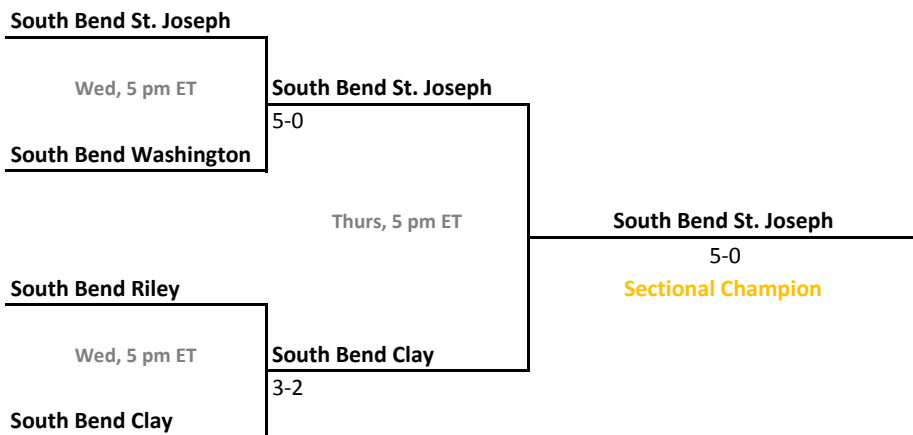 South Bend St. Joseph
Wed, 5 pm ET
South Bend St. Joseph
5-0
South Bend Washington
Thurs, 5 pm ET
South Bend St. Joseph
5-0
Sectional Champion
South Bend Riley
Wed, 5 pm ET
South Bend Clay
3-2
South Bend Clay